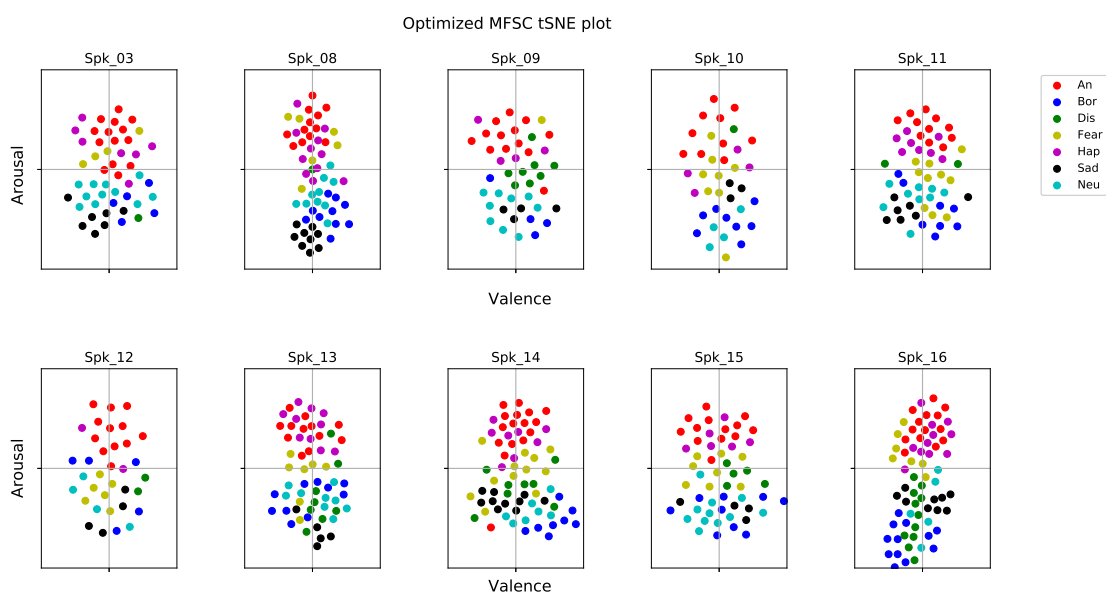 Optimized MFSC tSNE plot
Spk_03
Spk_08
Spk_09
Spk_10
Spk_11
An
Bor
Dis
Fear
Hap
Sad
Neu
Arousal
Valence
Spk_12
Spk_13
Spk_14
Spk_15
Spk_16
Arousal
Valence